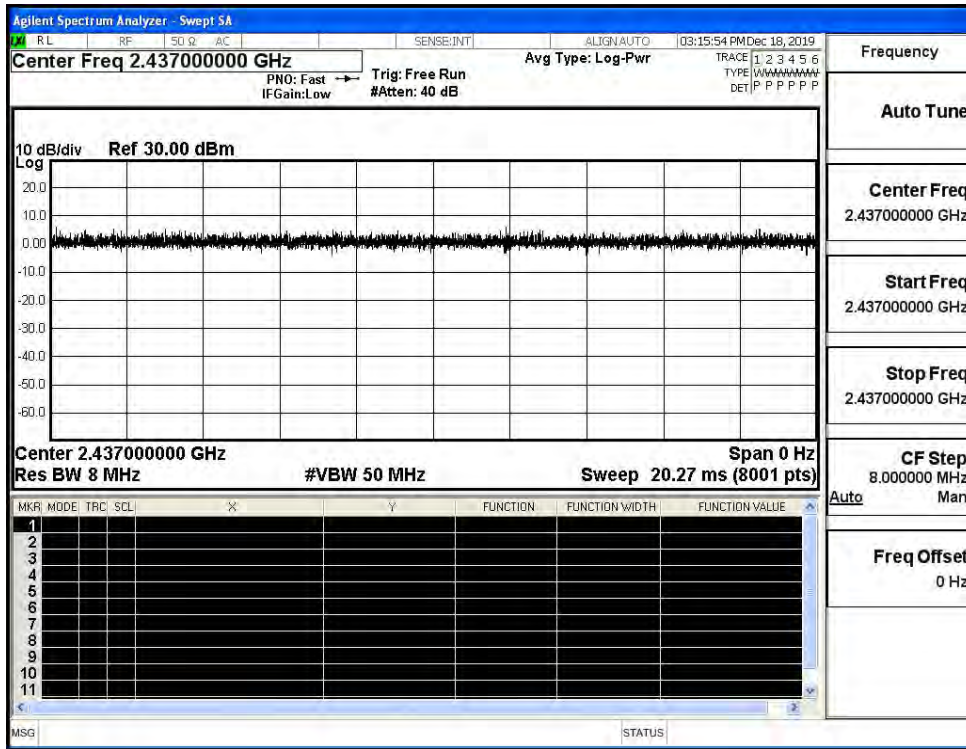 Agilent Spectrum Analyzer - Swept SA
RL RF 50 Ω AC SENSE:INT ALIGN AUTO 03:15:54 PM Dec 18, 2019
Center Freq 2.437000000 GHz
Avg Type: Log-Pwr
TRACE 1 2 3 4 5 6
TYPE WWWWWW
DET P P P P P P
PNO: Fast
IFGain:Low
Trig: Free Run
#Atten: 40 dB
Frequency
Auto Tune
10 dB/div Ref 30.00 dBm
Log
20.0
10.0
0.00
-10.0
-20.0
-30.0
-40.0
-50.0
-60.0
Center Freq
2.437000000 GHz
Start Freq
2.437000000 GHz
Stop Freq
2.437000000 GHz
CF Step
8.000000 MHz
Auto Man
Freq Offset
0 Hz
Center 2.437000000 GHz Span 0 Hz
Res BW 8 MHz #VBW 50 MHz Sweep 20.27 ms (8001 pts)
MKR MODE TRC SCL X Y FUNCTION FUNCTION WIDTH FUNCTION VALUE
1
2
3
4
5
6
7
8
9
10
11
MSG STATUS